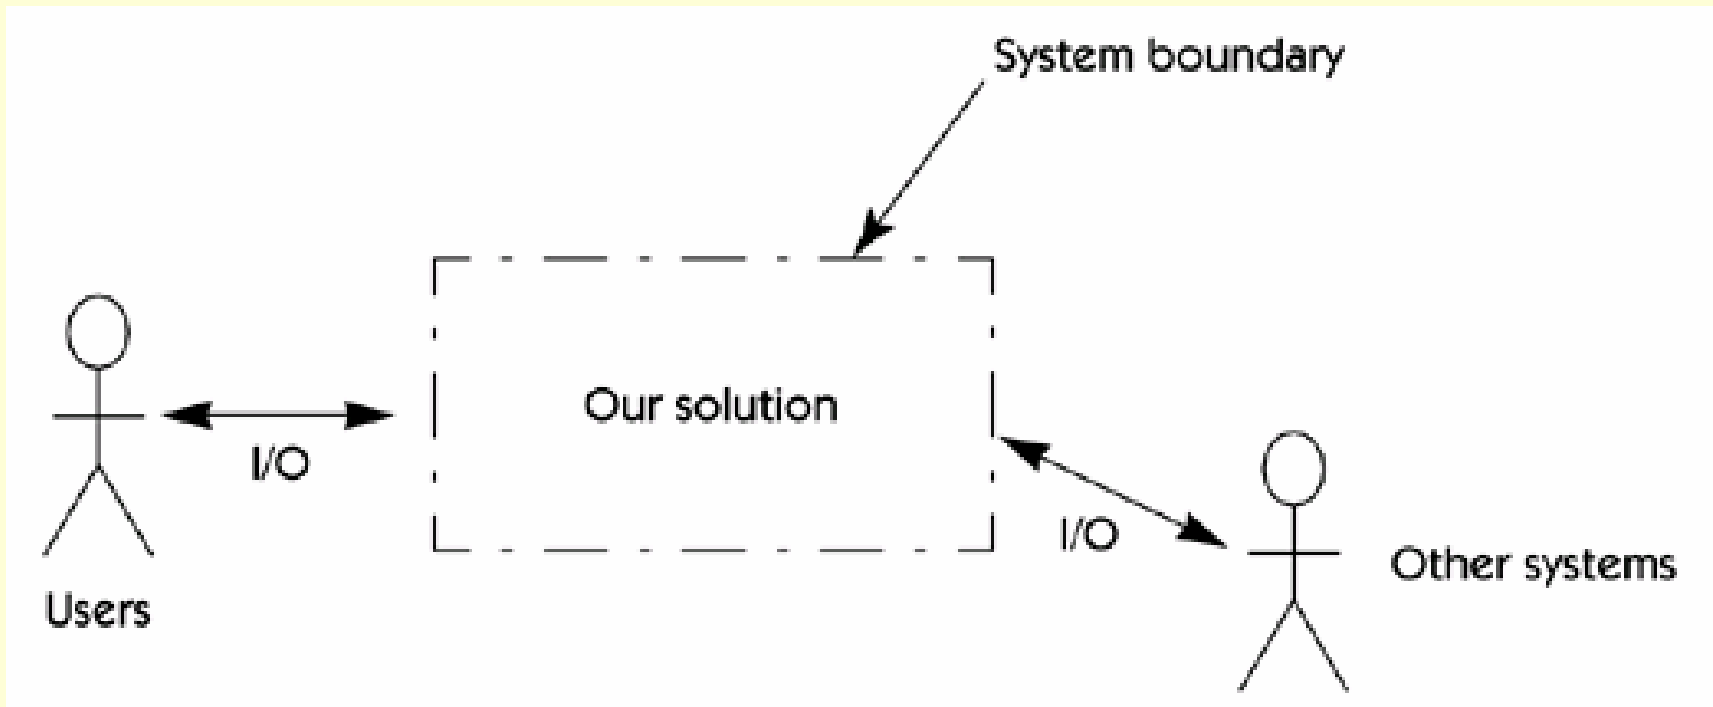 System boundary
Our solution
I/O
Users
I/O
Other systems